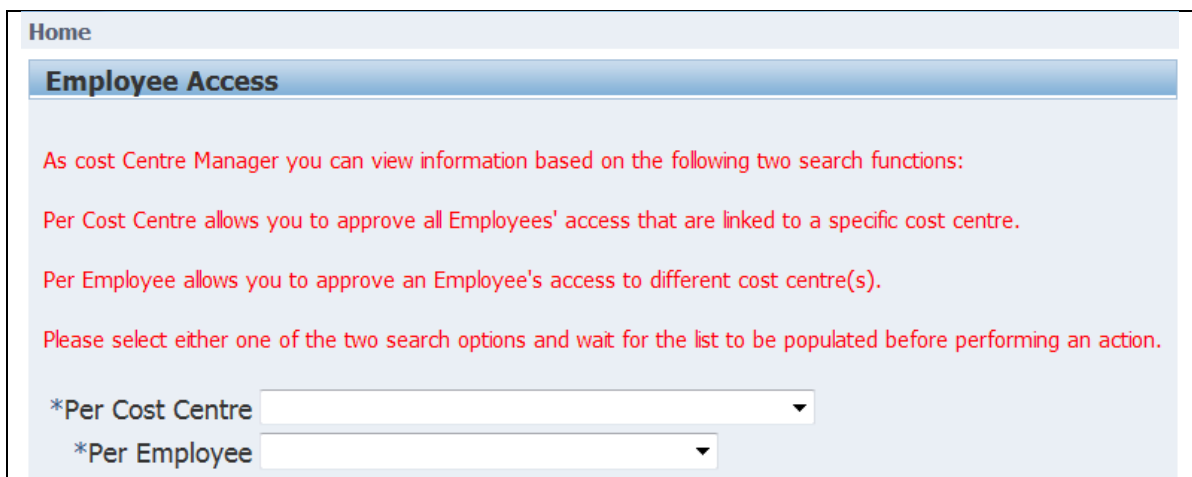 Home
Employee Access
As cost Centre Manager you can view information based on the following two search functions:
Per Cost Centre allows you to approve all Employees' access that are linked to a specific cost centre.
Per Employee allows you to approve an Employee's access to different cost centre(s).
Please select either one of the two search options and wait for the list to be populated before performing an action.
*Per Cost Centre
*Per Employee